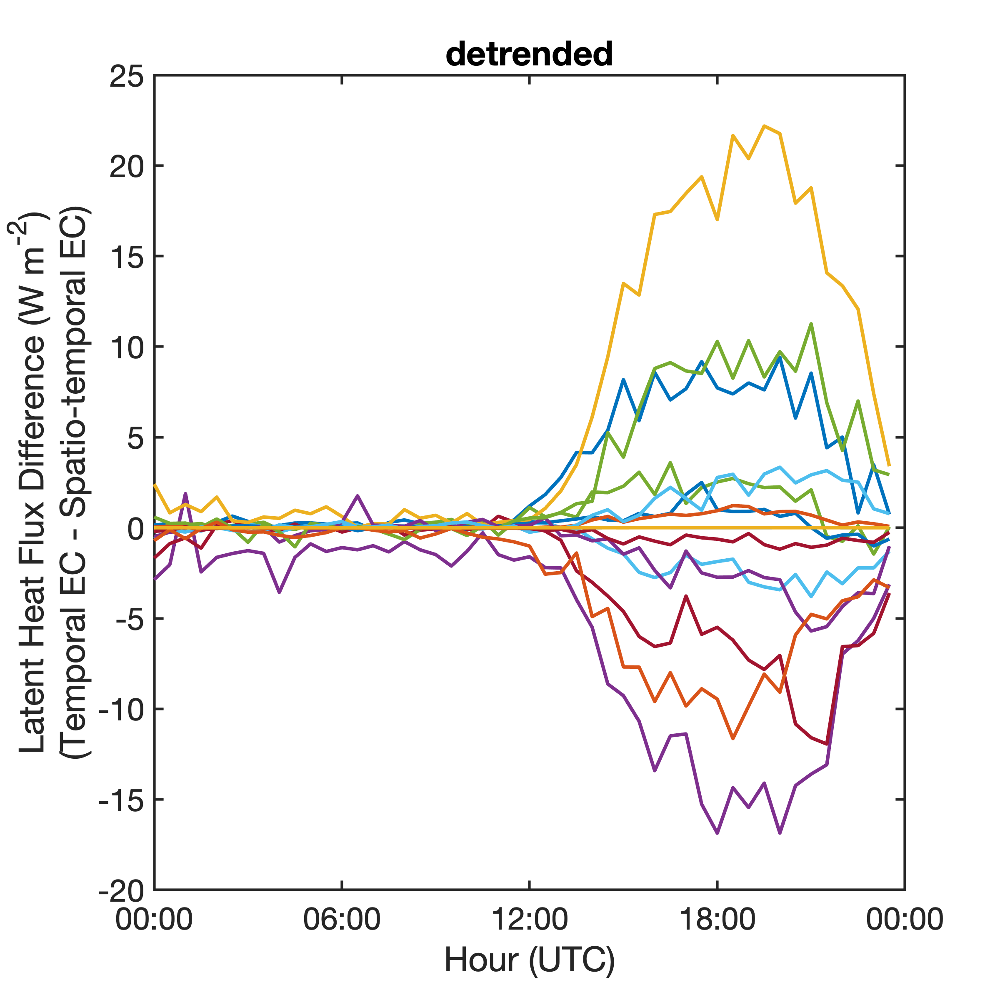 detrended
Latent Heat Flux Difference (W m-2)
(Temporal EC - Spatio-temporal EC)
25
20
15
10
5
0
-5
-10
-15
-20
00:00 06:00 12:00 18:00 00:00
Hour (UTC)